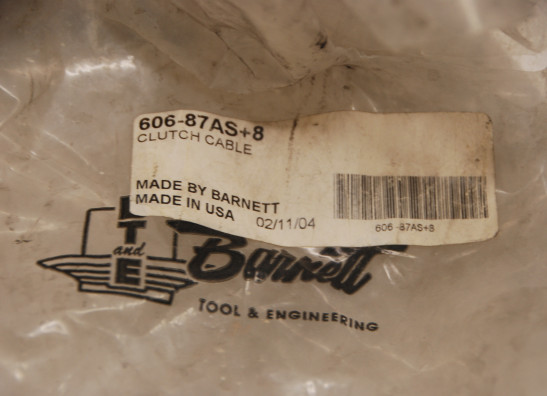 606-87AS+8
CLUTCH CABLE
MADE BY BARNETT
MADE IN USA 02/11/04
606-87AS+8
T
and
E
Barnett
TOOL & ENGINEERING